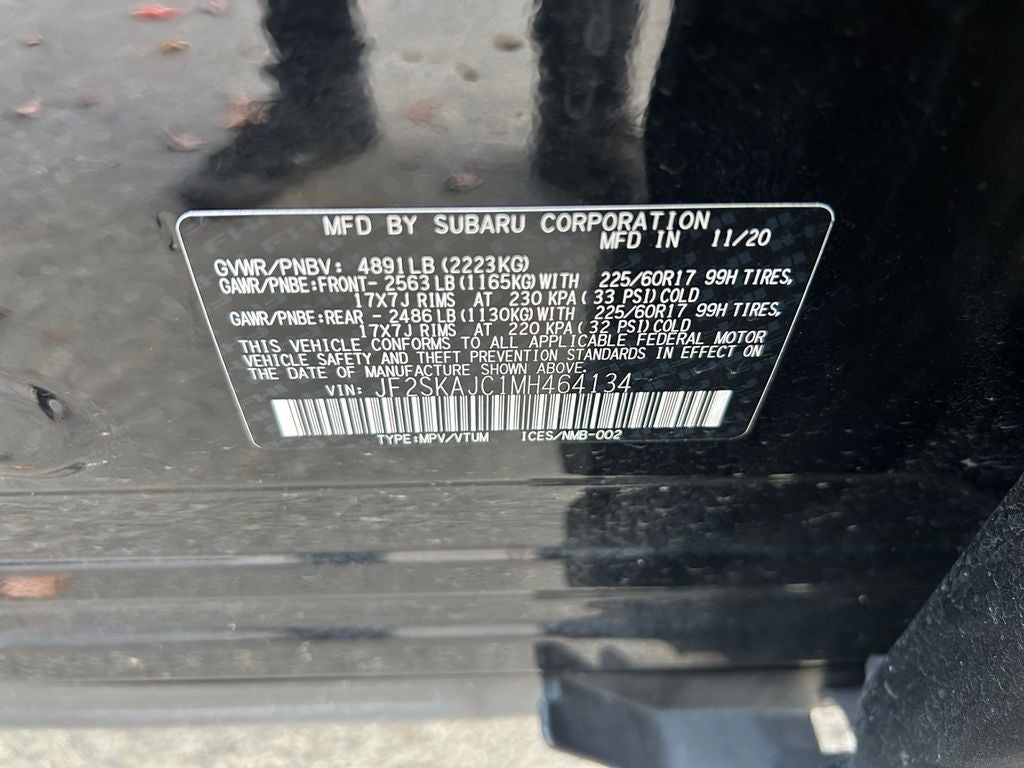 MFD BY SUBARU CORPORATION
MFD IN 11/20
GVWR/PNBV: 4891LB (2223KG)
GAWR/PNBE:FRONT- 2563LB(1165KG)WITH 225/60R17 99H TIRES,
17X7J RIMS AT 230 KPA( 33 PSI)COLD
GAWR/PNBE:REAR - 2486LB(1130KG)WITH 225/60R17 99H TIRES,
17X7J RIMS AT 220 KPA( 32 PSI)COLD
THIS VEHICLE CONFORMS TO ALL APPLICABLE FEDERAL MOTOR
VEHICLE SAFETY AND THEFT PREVENTION STANDARDS IN EFFECT ON
THE DATE OF MANUFACTURE SHOWN ABOVE.
VIN: JF2SKAJC1MH464134
TYPE:MPV/VTUM ICES/NMB-002